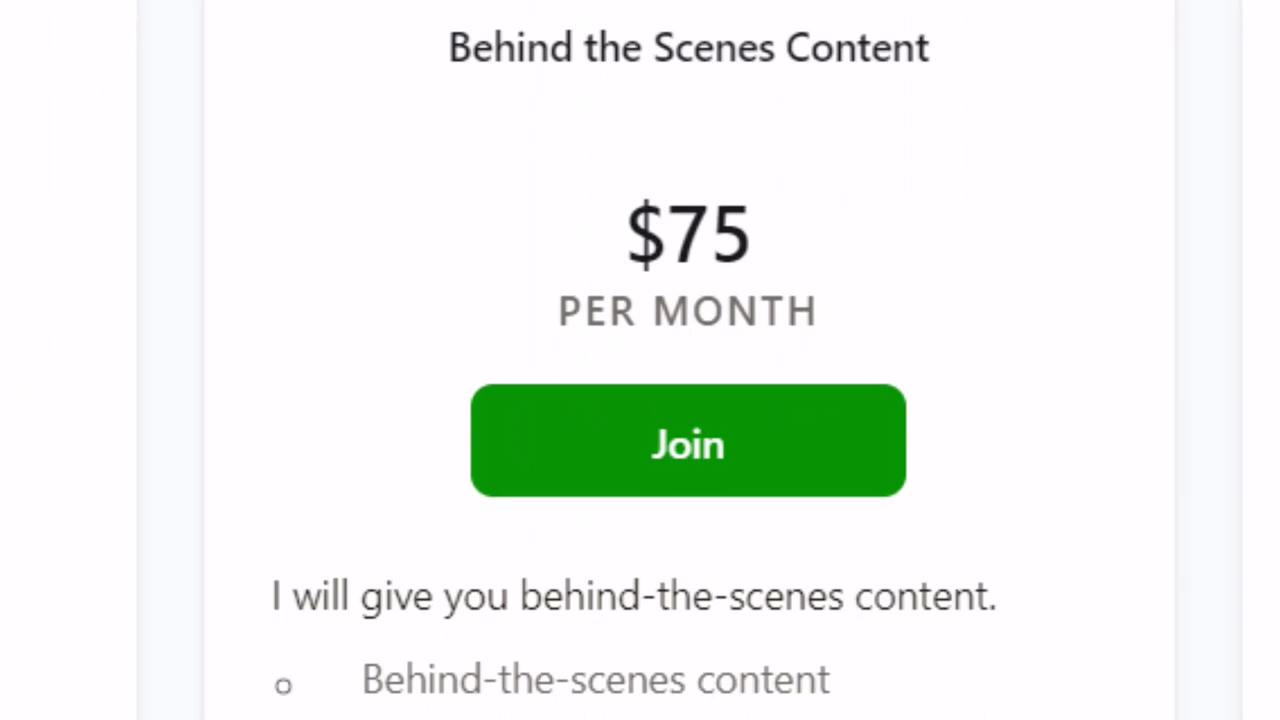 Behind the Scenes Content
$75
PER MONTH
Join
I will give you behind-the-scenes content.
Behind-the-scenes content